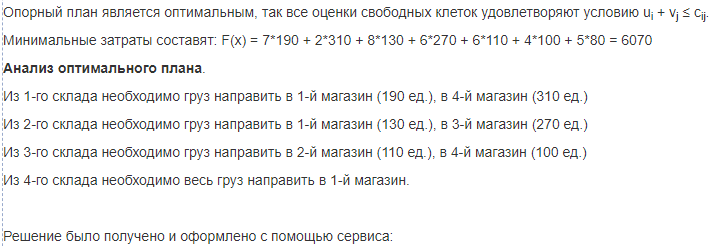 Опорный план является оптимальным, так все оценки свободных клеток удовлетворяют условию ui + vj ≤ cij.
Минимальные затраты составят: F(x) = 7*190 + 2*310 + 8*130 + 6*270 + 6*110 + 4*100 + 5*80 = 6070
Анализ оптимального плана.
Из 1-го склада необходимо груз направить в 1-й магазин (190 ед.), в 4-й магазин (310 ед.)
Из 2-го склада необходимо груз направить в 1-й магазин (130 ед.), в 3-й магазин (270 ед.)
Из 3-го склада необходимо груз направить в 2-й магазин (110 ед.), в 4-й магазин (100 ед.)
Из 4-го склада необходимо весь груз направить в 1-й магазин.
Решение было получено и оформлено с помощью сервиса: